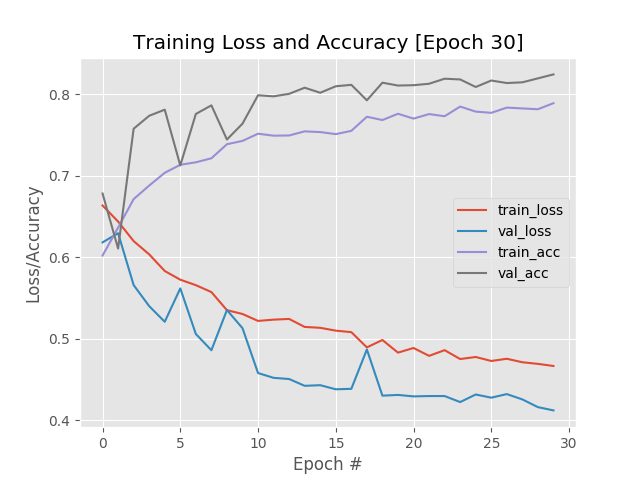 Training Loss and Accuracy [Epoch 30]
0.8
0.7
0.6
0.5
0.4
Loss/Accuracy
train_loss
val_loss
train_acc
val_acc
0 5 10 15 20 25 30
Epoch #